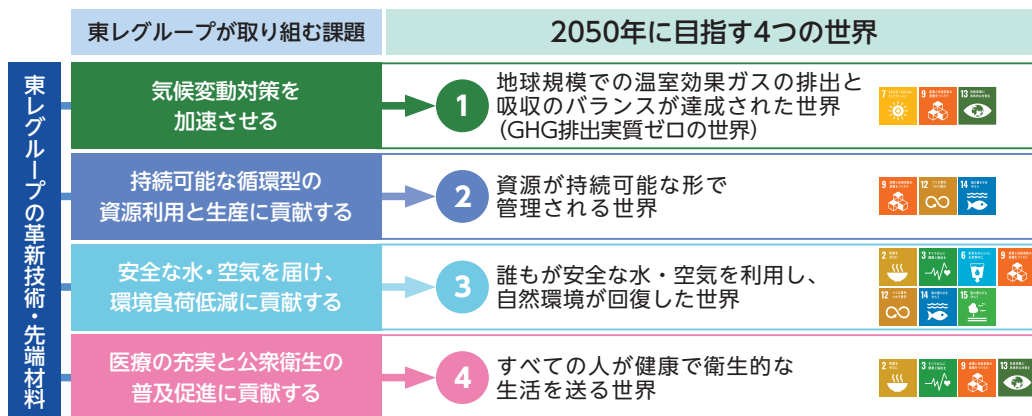 東レグループが取り組む課題
2050年に目指す4つの世界
東レグループの革新技術・先端材料
気候変動対策を
加速させる
1
地球規模での温室効果ガスの排出と
吸収のバランスが達成された世界
（GHG排出実質ゼロの世界）
7
9
13
持続可能な循環型の
資源利用と生産に貢献する
2
資源が持続可能な形で
管理される世界
9
12
14
安全な水・空気を届け、
環境負荷低減に貢献する
3
誰もが安全な水・空気を利用し、
自然環境が回復した世界
2
3
6
9
12
14
15
医療の充実と公衆衛生の
普及促進に貢献する
4
すべての人が健康で衛生的な
生活を送る世界
2
3
9
13